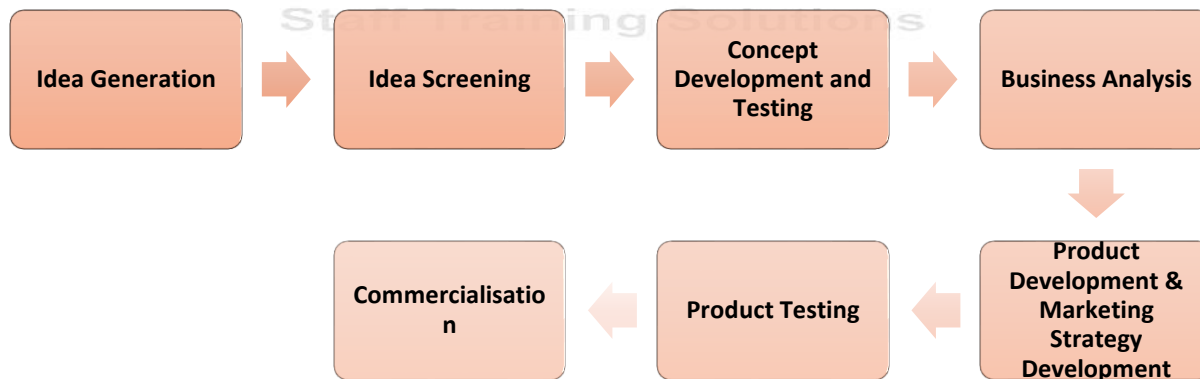 Staff Training Solutions
Idea Generation
Idea Screening
Concept
Development and
Testing
Business Analysis
Product
Development &
Marketing
Strategy
Development
Product Testing
Commercialisatio
n